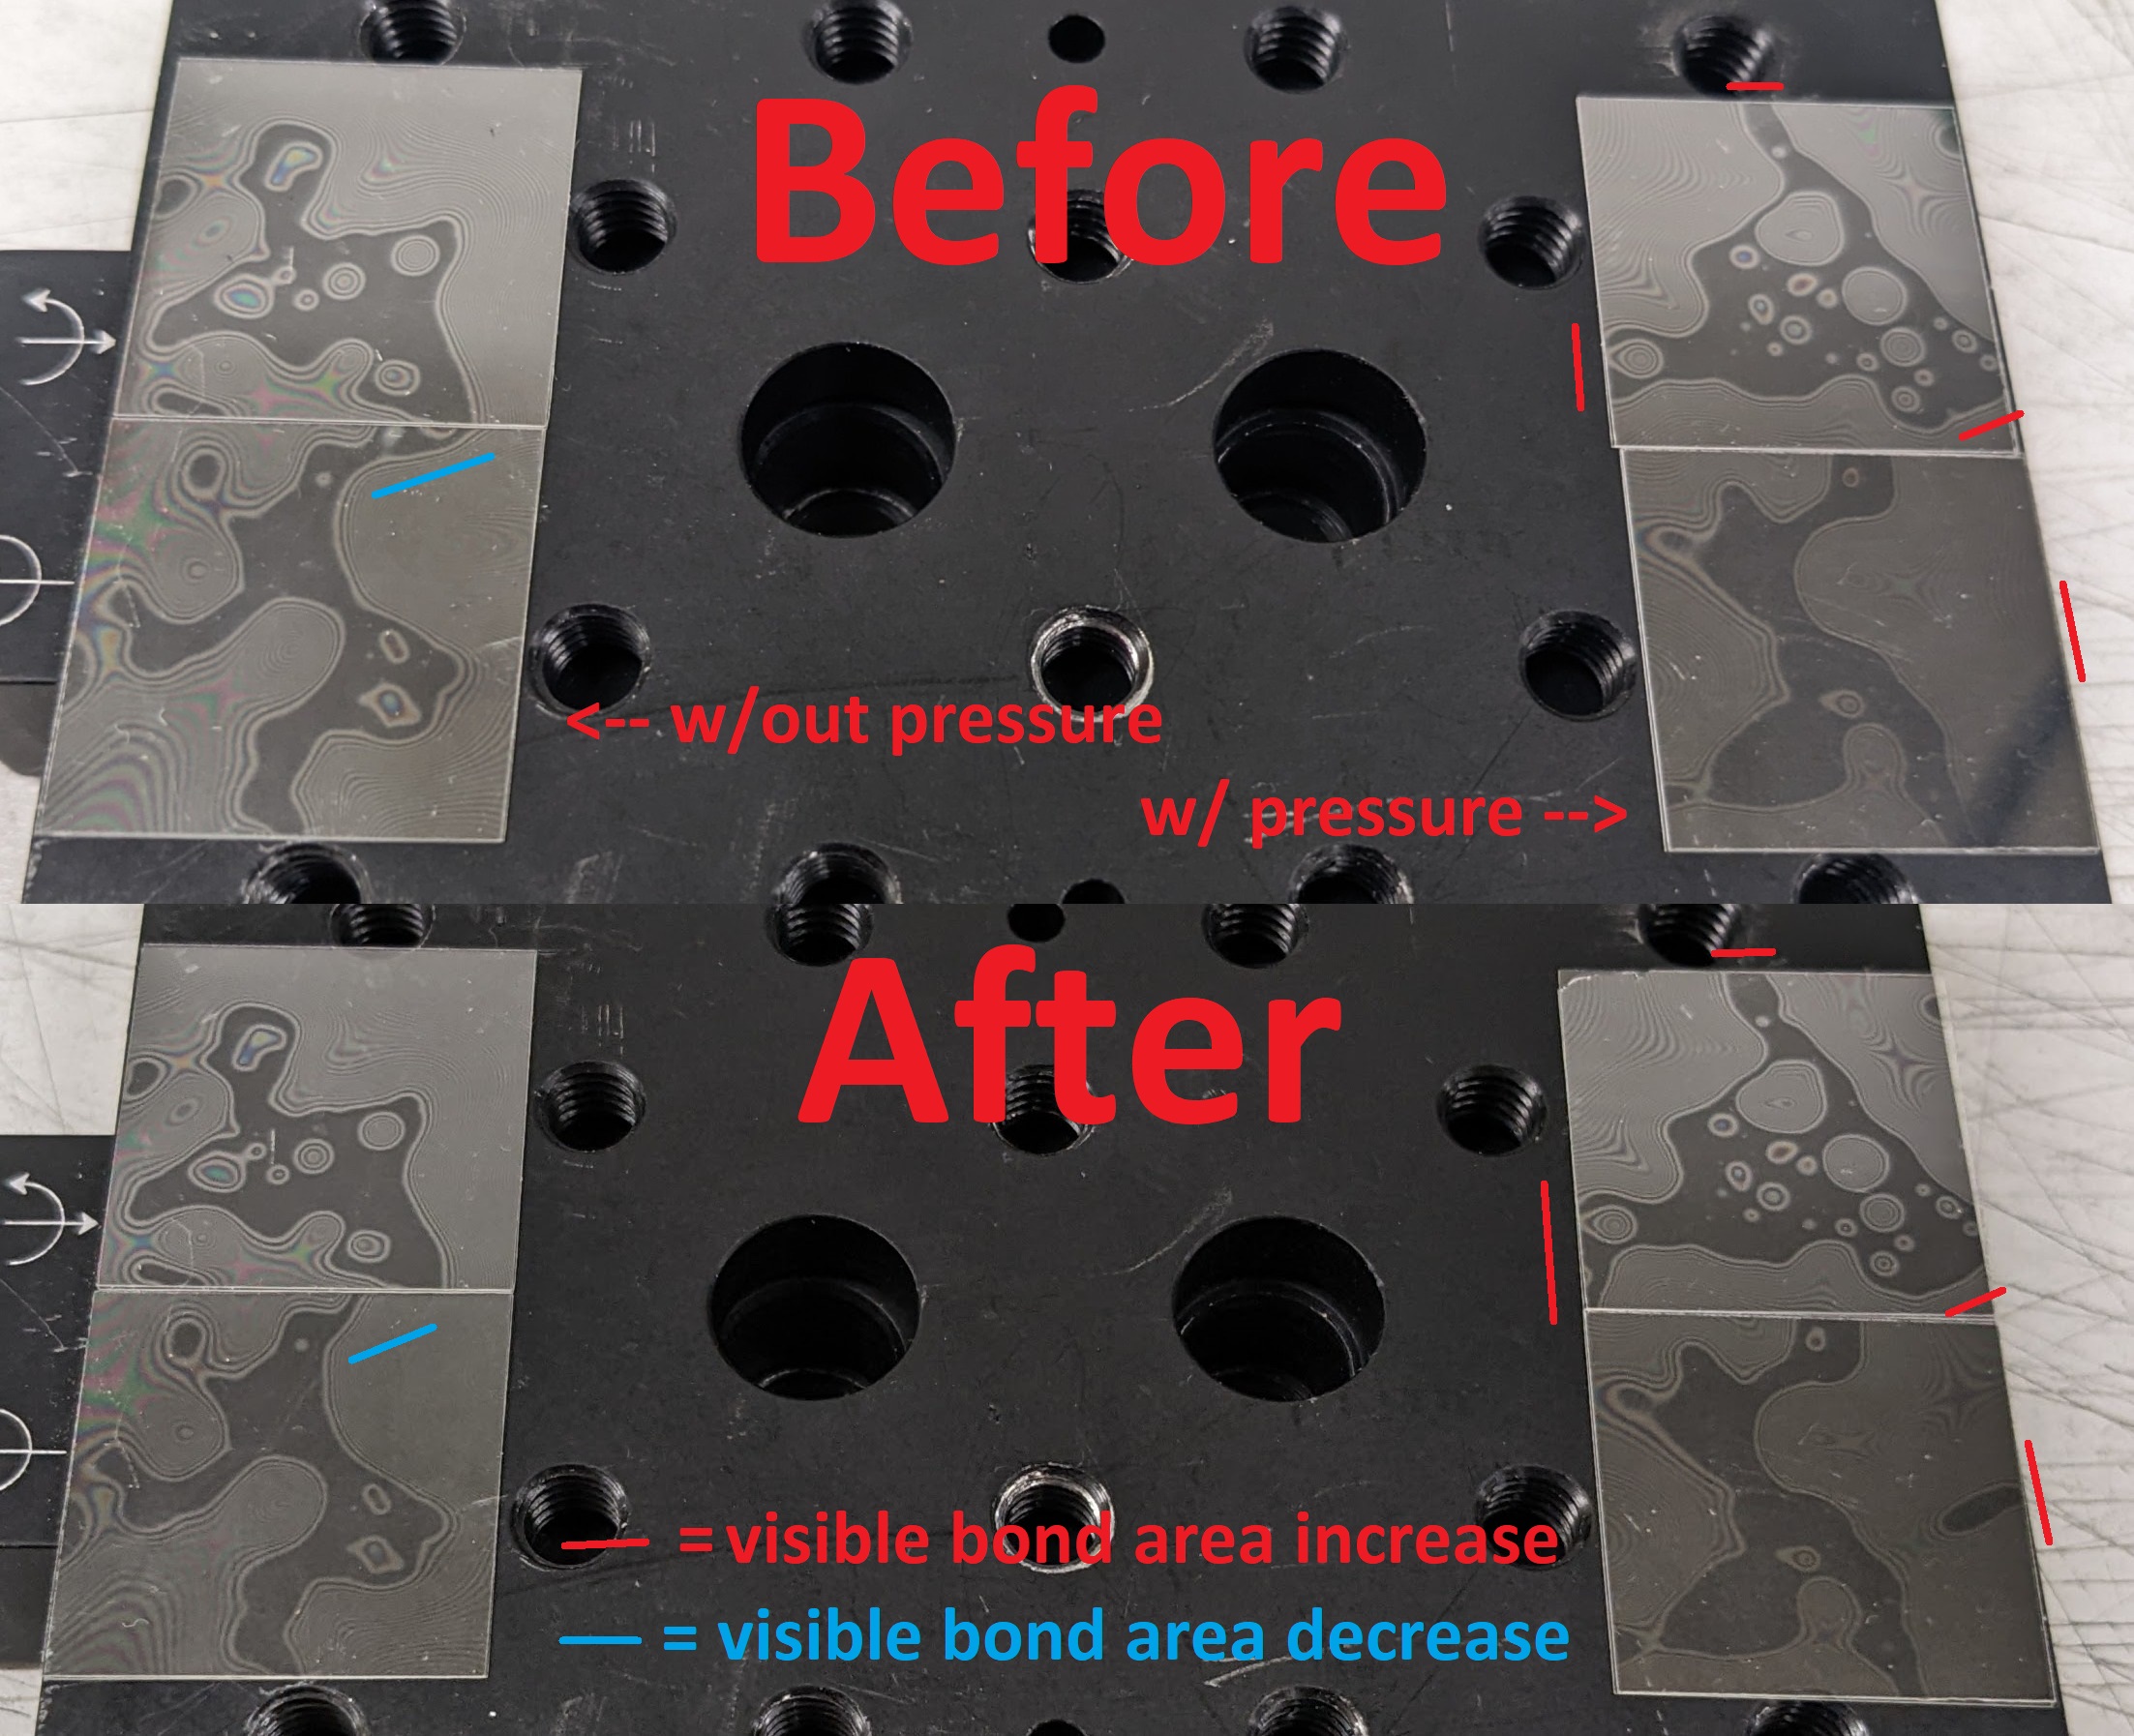 Before
<-- w/out pressure
w/ pressure -->
After
= visible bond area increase
= visible bond area decrease